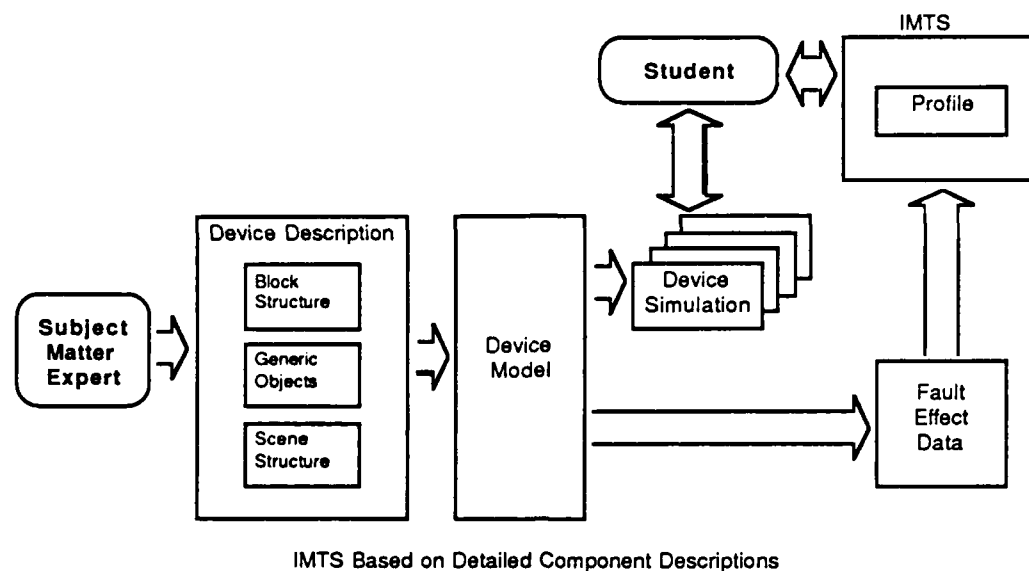 IMTS
Student
Profile
Device Description
Block
Structure
Generic
Objects
Scene
Structure
Subject
Matter
Expert
Device
Model
Device
Simulation
Fault
Effect
Data
IMTS Based on Detailed Component Descriptions